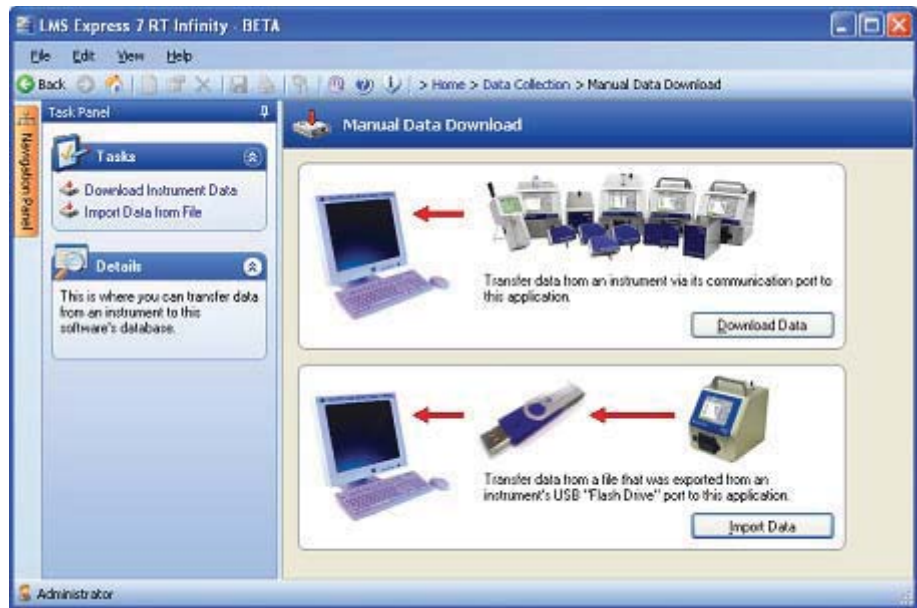 LMS Express 7 RT Infinity - BETA
File Edit View Help
Back > Home > Data Collection > Manual Data Download
Navigation Panel
Task Panel
Tasks
Download Instrument Data
Import Data from File
Details
This is where you can transfer data
from an instrument to this
software's database.
Manual Data Download
Transfer data from an instrument via its communication port to
this application.
Download Data
Transfer data from a file that was exported from an
instrument's USB "Flash Drive" port to this application.
Import Data
Administrator